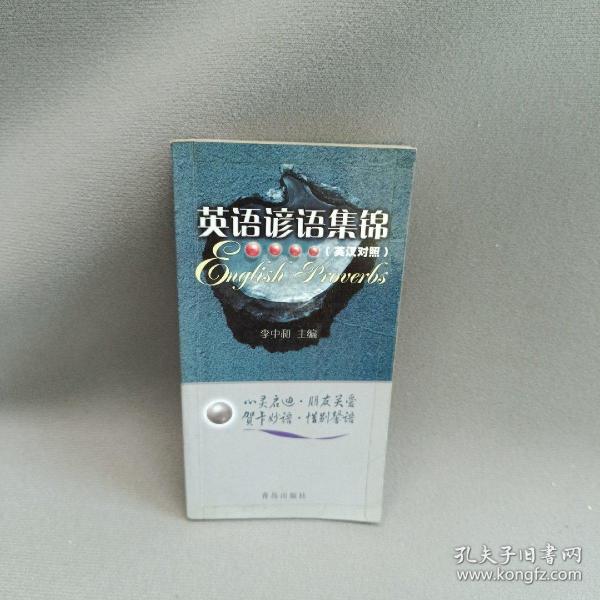 英语谚语集锦
（英汉对照）
English Proverbs
李中和 主编
心灵启迪·朋友关爱
贺卡妙语·惜别馨语
青岛出版社
孔夫子旧书网
www.kongfz.com